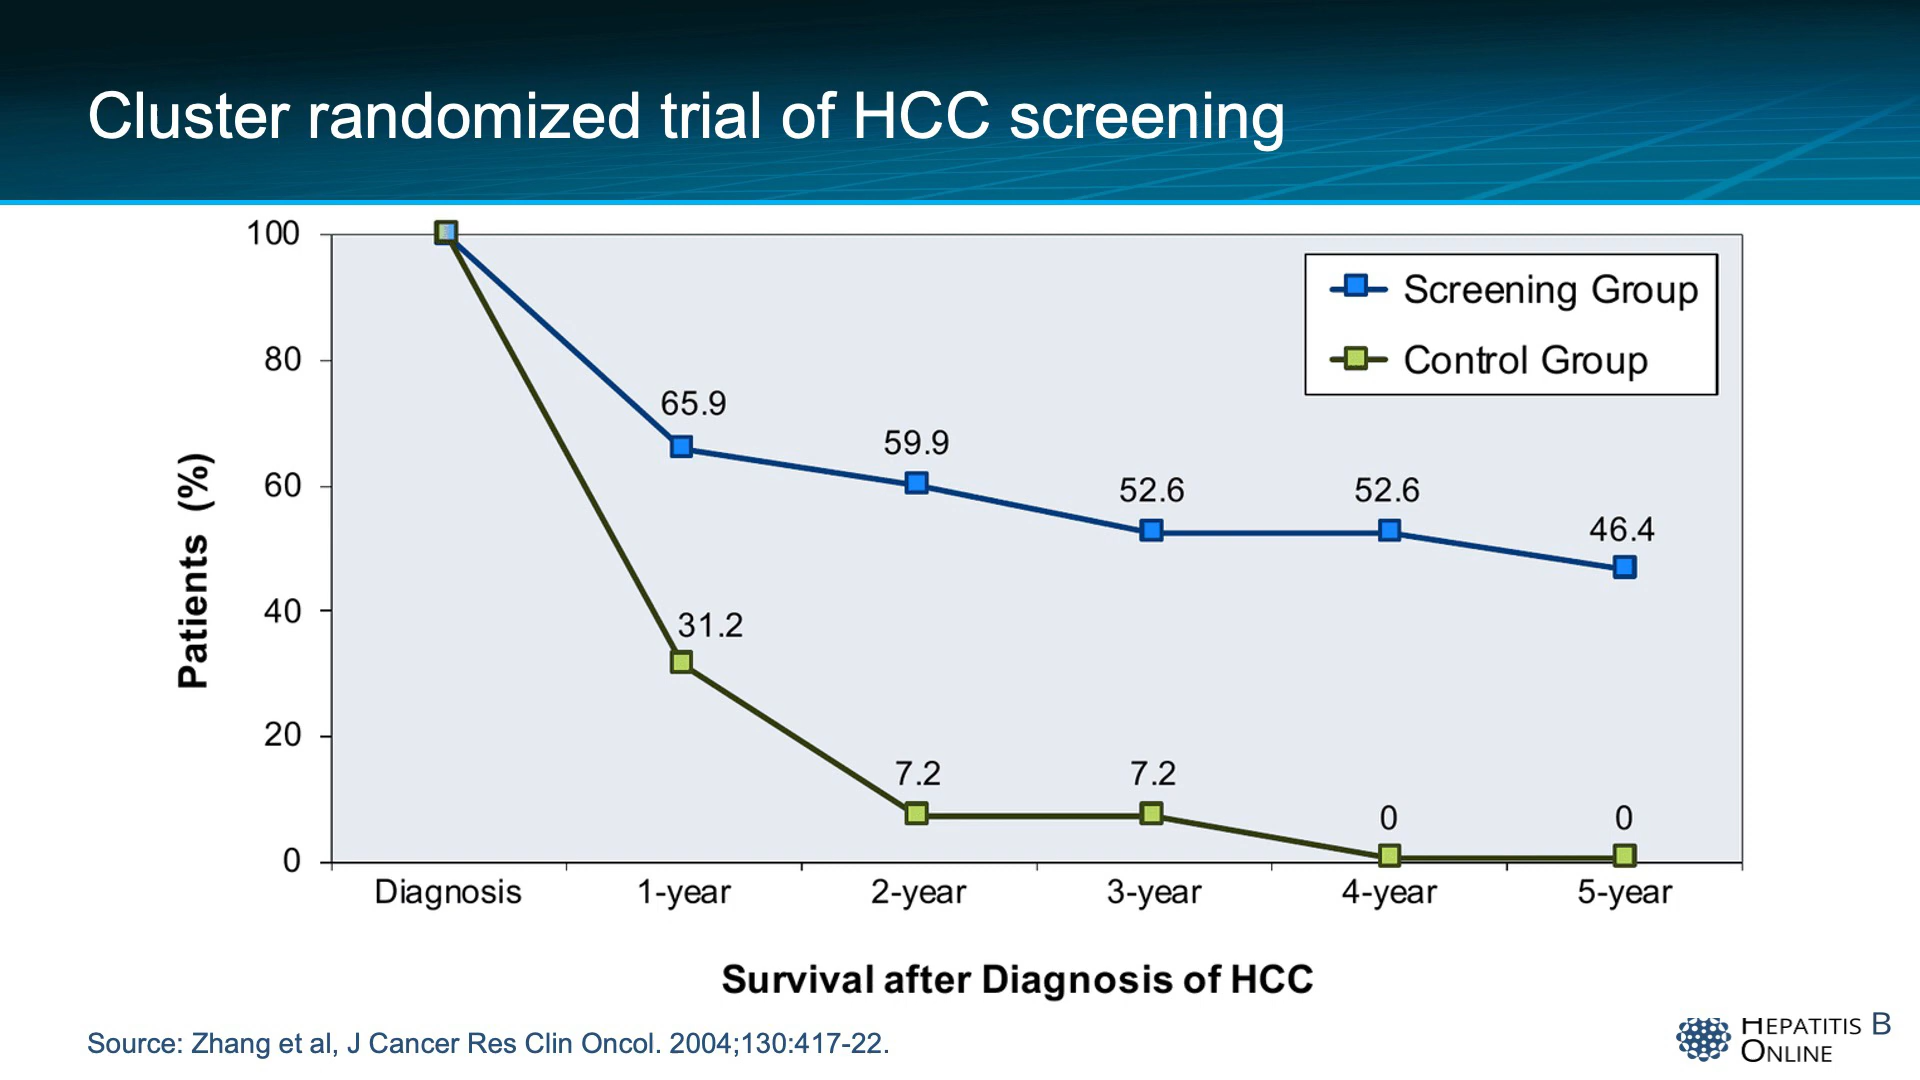 Cluster randomized trial of HCC screening
100
80
60
40
20
0
Patients (%)
Screening Group
Control Group
65.9
59.9
52.6
52.6
46.4
31.2
7.2
7.2
0
0
Diagnosis
1-year
2-year
3-year
4-year
5-year
Survival after Diagnosis of HCC
Source: Zhang et al, J Cancer Res Clin Oncol. 2004;130:417-22.
HEPATITIS B
ONLINE